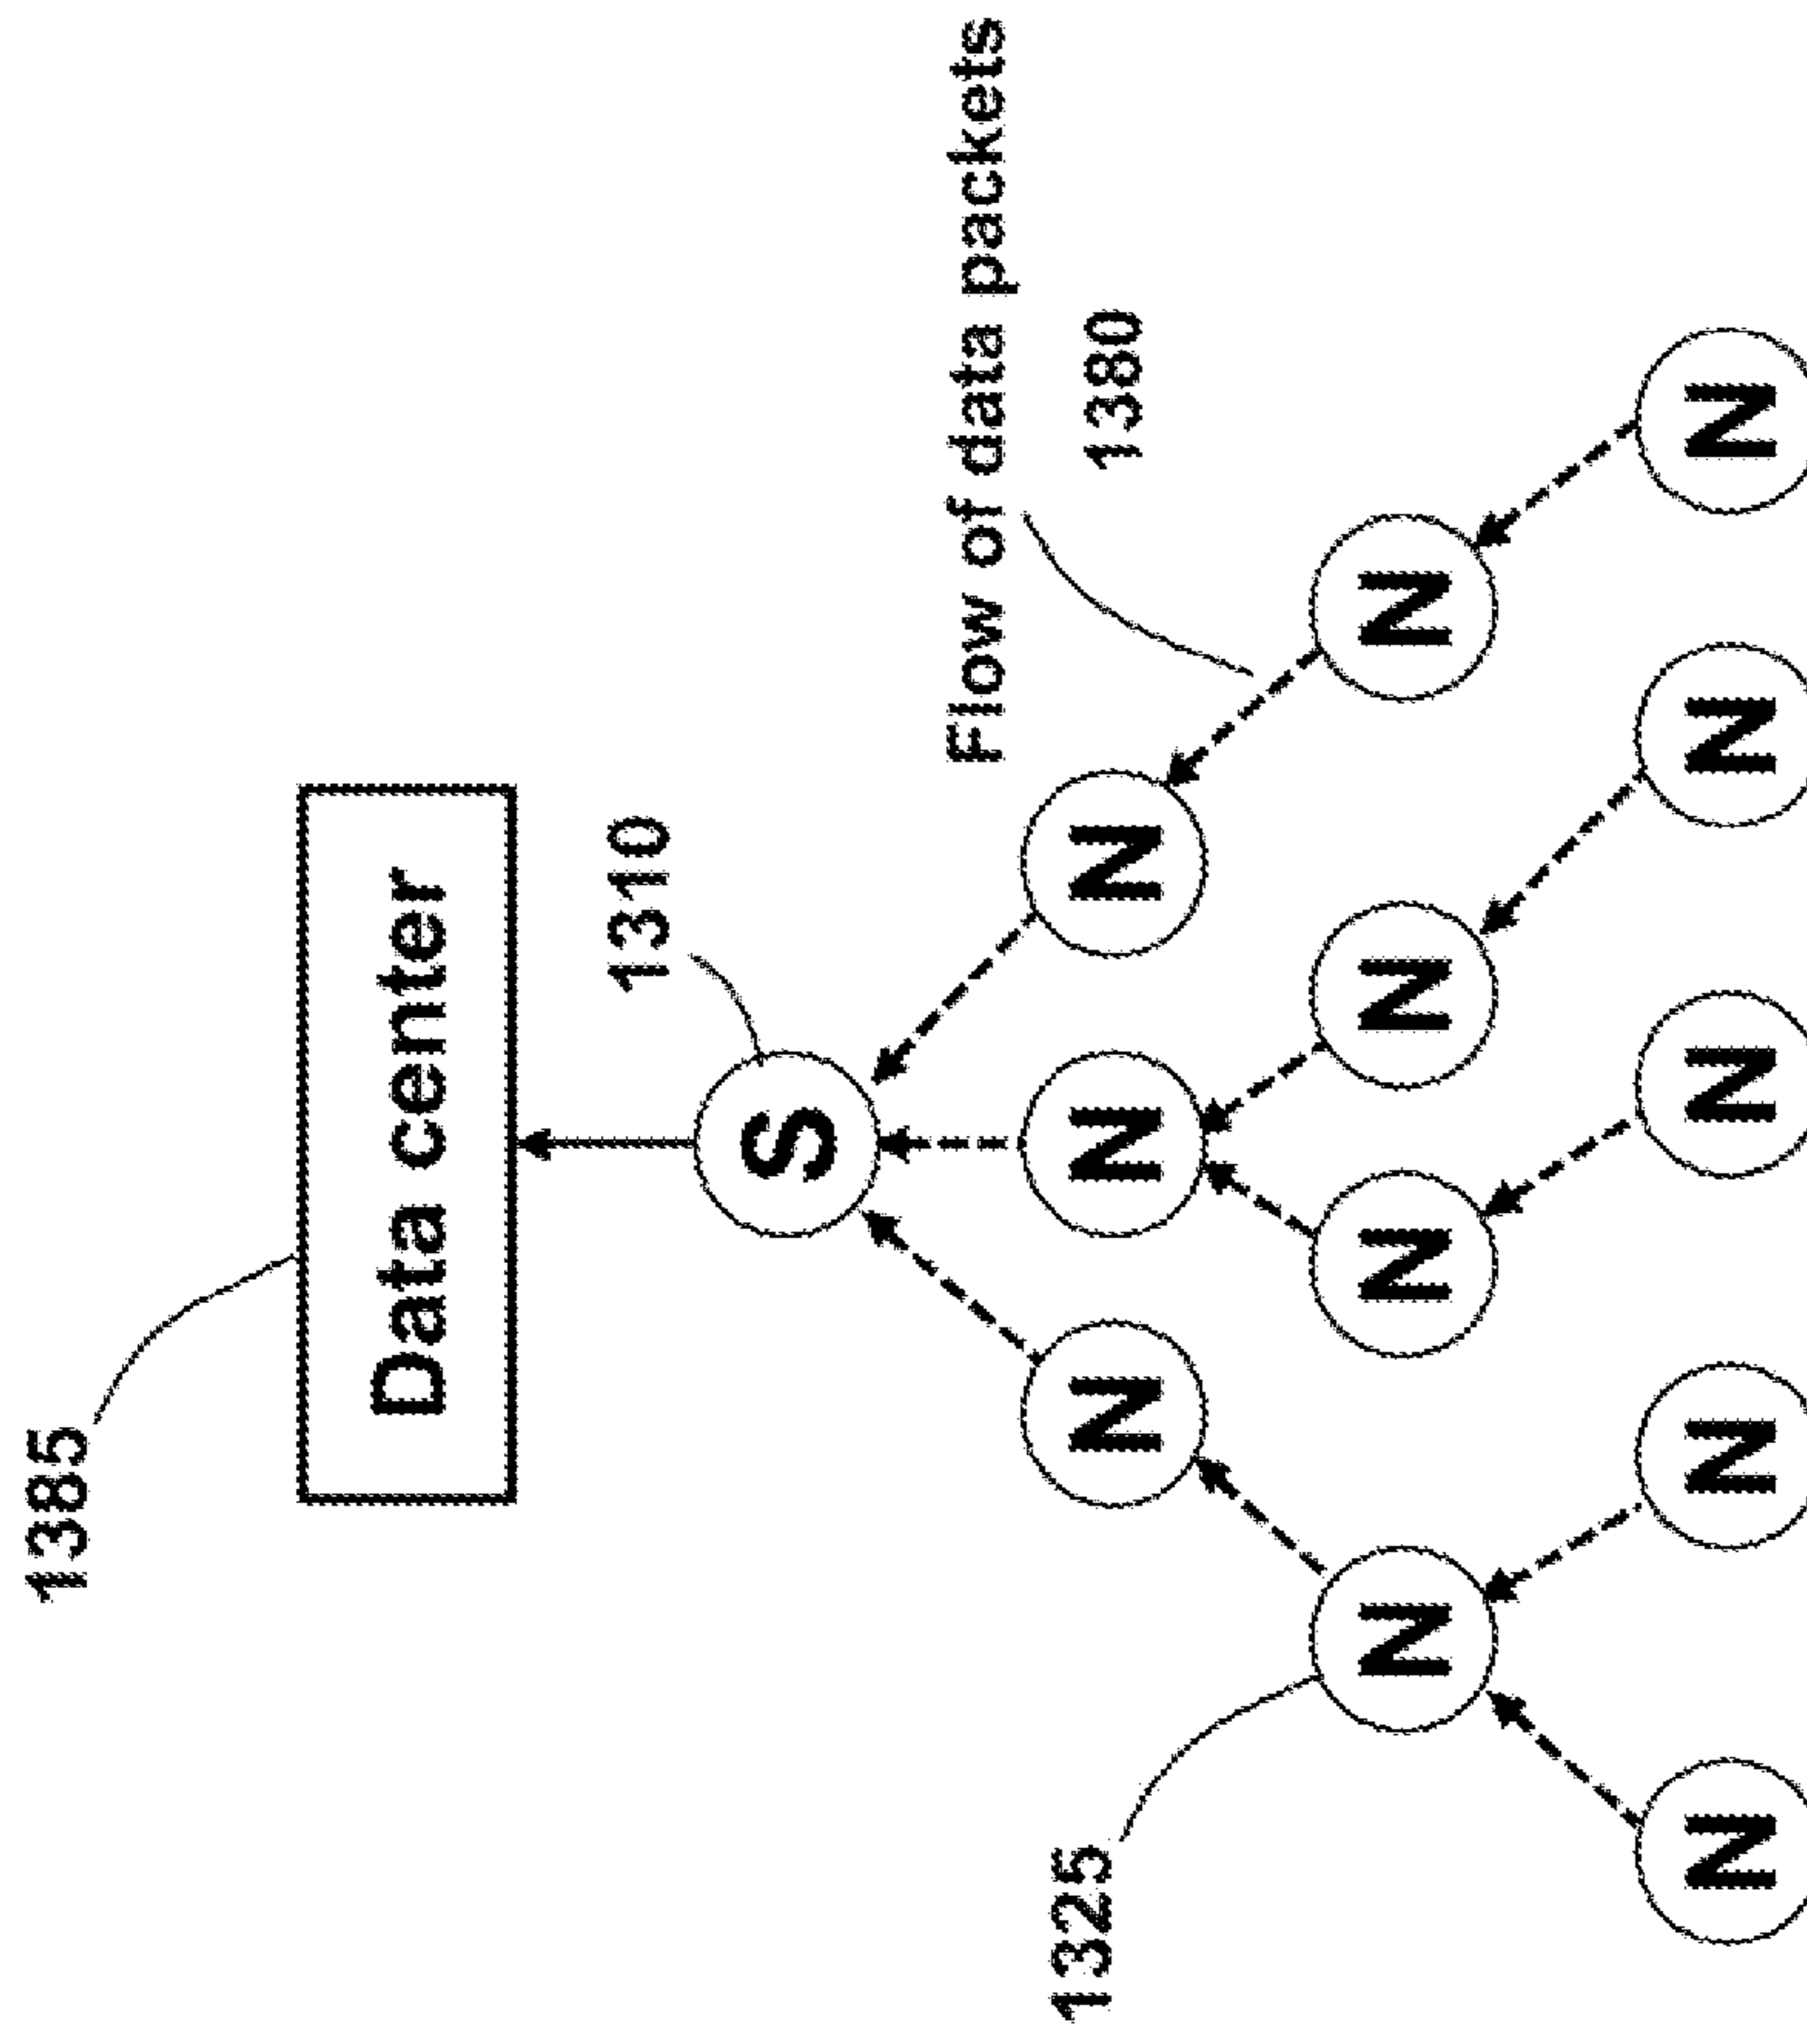 1385
Data center
1310
S
Flow of data packets
1325
N N N
1380
N N N N
N N N N N